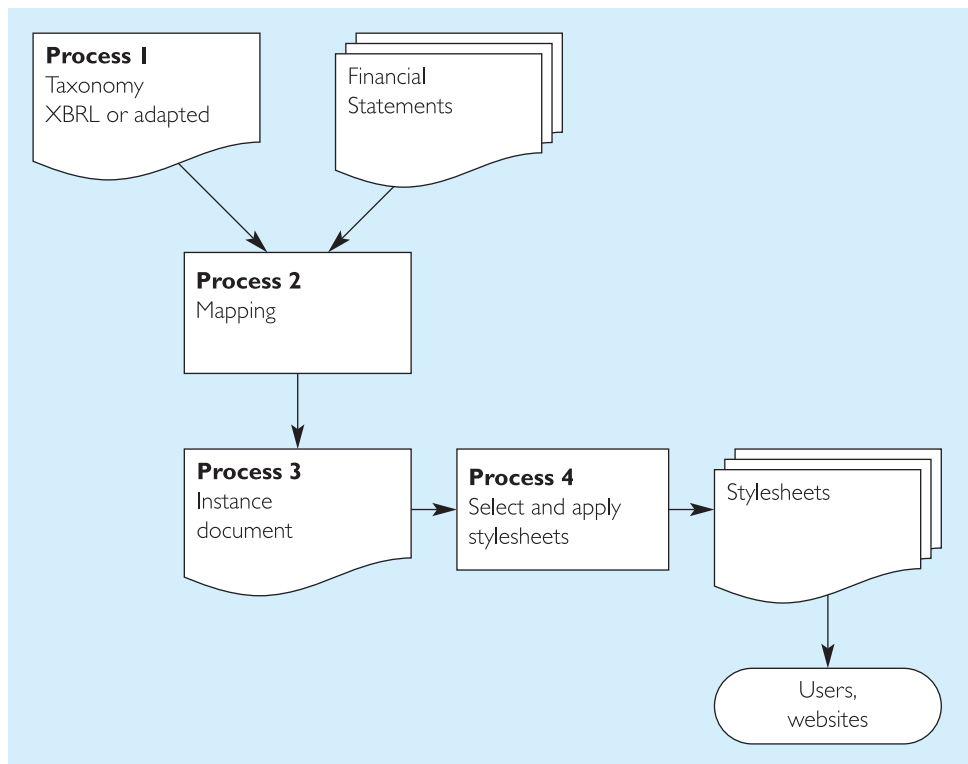 Process 1
Taxonomy
XBRL or adapted
Financial
Statements
Process 2
Mapping
Process 3
Instance
document
Process 4
Select and apply
stylesheets
Stylesheets
Users,
websites